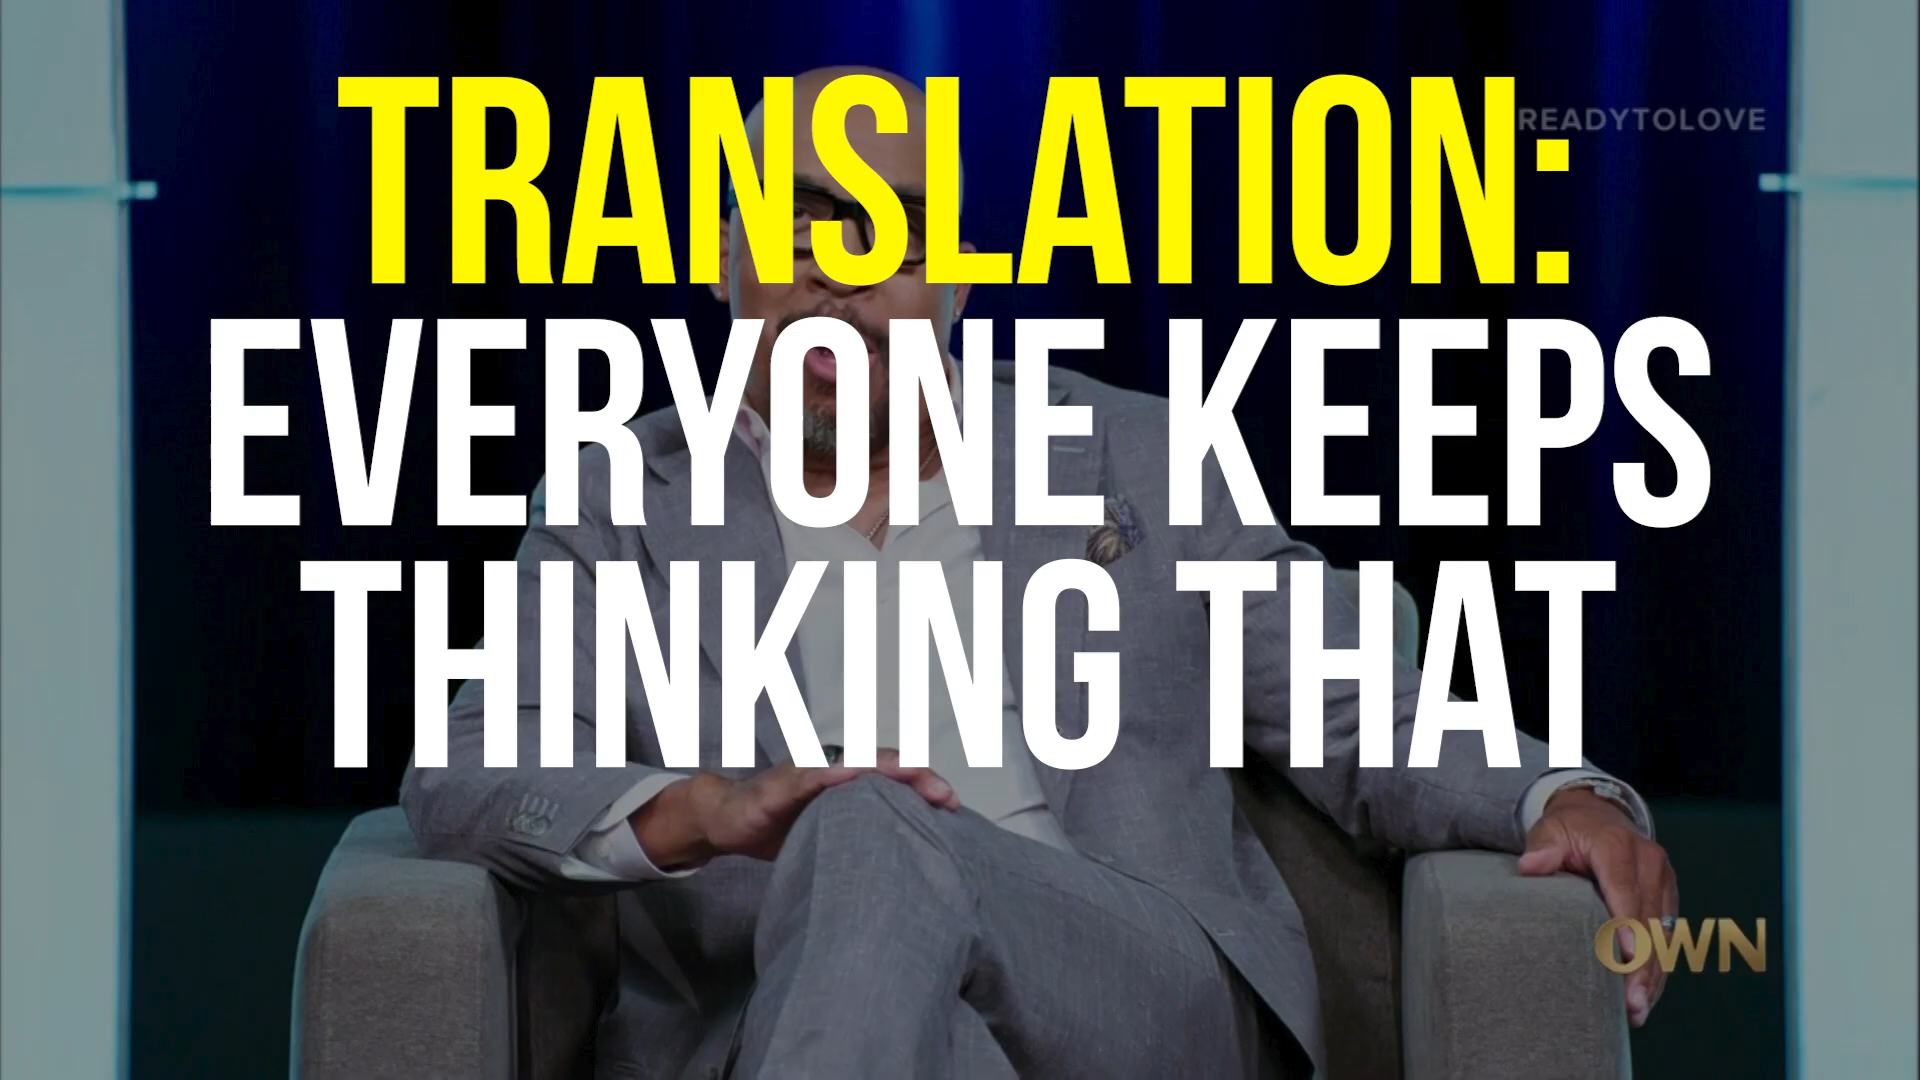 TRANSLATION:
READYTOLOVE
EVERYONE KEEPS
THINKING THAT
OWN